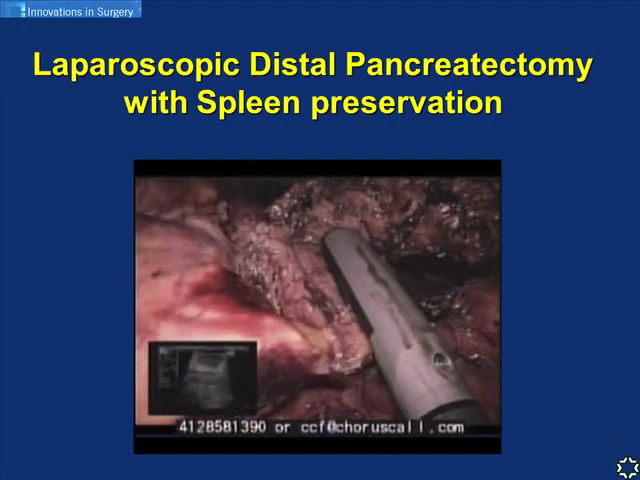 Innovations in Surgery
Laparoscopic Distal Pancreatectomy
with Spleen preservation
4128581390 or ccf@choruscall.com